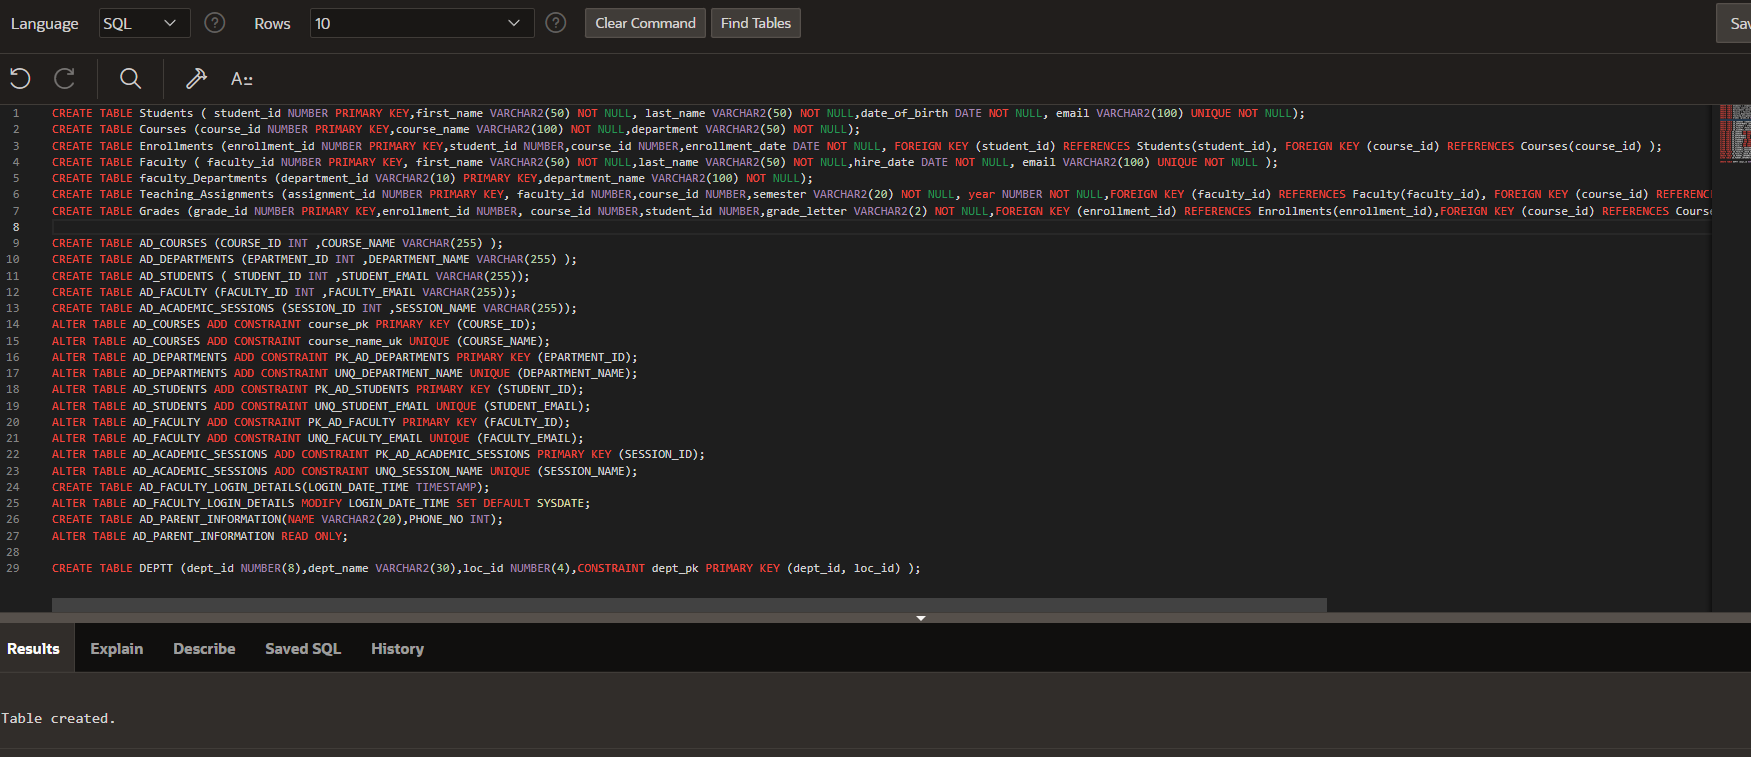 Language SQL ? Rows 10 ? Clear Command Find Tables Sav
A::
1 CREATE TABLE Students ( student_id NUMBER PRIMARY KEY,first_name VARCHAR2(50) NOT NULL, last_name VARCHAR2(50) NOT NULL,date_of_birth DATE NOT NULL, email VARCHAR2(100) UNIQUE NOT NULL);
2 CREATE TABLE Courses (course_id NUMBER PRIMARY KEY,course_name VARCHAR2(100) NOT NULL,department VARCHAR2(50) NOT NULL);
3 CREATE TABLE Enrollments (enrollment_id NUMBER PRIMARY KEY,student_id NUMBER,course_id NUMBER,enrollment_date DATE NOT NULL, FOREIGN KEY (student_id) REFERENCES Students(student_id), FOREIGN KEY (course_id) REFERENCES Courses(course_id) );
4 CREATE TABLE Faculty ( faculty_id NUMBER PRIMARY KEY, first_name VARCHAR2(50) NOT NULL,last_name VARCHAR2(50) NOT NULL,hire_date DATE NOT NULL, email VARCHAR2(100) UNIQUE NOT NULL );
5 CREATE TABLE faculty_Departments (department_id VARCHAR2(10) PRIMARY KEY,department_name VARCHAR2(100) NOT NULL);
6 CREATE TABLE Teaching_Assignments (assignment_id NUMBER PRIMARY KEY, faculty_id NUMBER,course_id NUMBER,semester VARCHAR2(20) NOT NULL, year NUMBER NOT NULL,FOREIGN KEY (faculty_id) REFERENCES Faculty(faculty_id), FOREIGN KEY (course_id) REFERENC
7 CREATE TABLE Grades (grade_id NUMBER PRIMARY KEY,enrollment_id NUMBER, course_id NUMBER,student_id NUMBER,grade_letter VARCHAR2(2) NOT NULL,FOREIGN KEY (enrollment_id) REFERENCES Enrollments(enrollment_id),FOREIGN KEY (course_id) REFERENCES Cours
8
9 CREATE TABLE AD_COURSES (COURSE_ID INT ,COURSE_NAME VARCHAR(255) );
10 CREATE TABLE AD_DEPARTMENTS (EPARTMENT_ID INT ,DEPARTMENT_NAME VARCHAR(255) );
11 CREATE TABLE AD_STUDENTS ( STUDENT_ID INT ,STUDENT_EMAIL VARCHAR(255));
12 CREATE TABLE AD_FACULTY (FACULTY_ID INT ,FACULTY_EMAIL VARCHAR(255));
13 CREATE TABLE AD_ACADEMIC_SESSIONS (SESSION_ID INT ,SESSION_NAME VARCHAR(255));
14 ALTER TABLE AD_COURSES ADD CONSTRAINT course_pk PRIMARY KEY (COURSE_ID);
15 ALTER TABLE AD_COURSES ADD CONSTRAINT course_name_uk UNIQUE (COURSE_NAME);
16 ALTER TABLE AD_DEPARTMENTS ADD CONSTRAINT PK_AD_DEPARTMENTS PRIMARY KEY (EPARTMENT_ID);
17 ALTER TABLE AD_DEPARTMENTS ADD CONSTRAINT UNQ_DEPARTMENT_NAME UNIQUE (DEPARTMENT_NAME);
18 ALTER TABLE AD_STUDENTS ADD CONSTRAINT PK_AD_STUDENTS PRIMARY KEY (STUDENT_ID);
19 ALTER TABLE AD_STUDENTS ADD CONSTRAINT UNQ_STUDENT_EMAIL UNIQUE (STUDENT_EMAIL);
20 ALTER TABLE AD_FACULTY ADD CONSTRAINT PK_AD_FACULTY PRIMARY KEY (FACULTY_ID);
21 ALTER TABLE AD_FACULTY ADD CONSTRAINT UNQ_FACULTY_EMAIL UNIQUE (FACULTY_EMAIL);
22 ALTER TABLE AD_ACADEMIC_SESSIONS ADD CONSTRAINT PK_AD_ACADEMIC_SESSIONS PRIMARY KEY (SESSION_ID);
23 ALTER TABLE AD_ACADEMIC_SESSIONS ADD CONSTRAINT UNQ_SESSION_NAME UNIQUE (SESSION_NAME);
24 CREATE TABLE AD_FACULTY_LOGIN_DETAILS(LOGIN_DATE_TIME TIMESTAMP);
25 ALTER TABLE AD_FACULTY_LOGIN_DETAILS MODIFY LOGIN_DATE_TIME SET DEFAULT SYSDATE;
26 CREATE TABLE AD_PARENT_INFORMATION(NAME VARCHAR2(20),PHONE_NO INT);
27 ALTER TABLE AD_PARENT_INFORMATION READ ONLY;
28
29 CREATE TABLE DEPTT (dept_id NUMBER(8),dept_name VARCHAR2(30),loc_id NUMBER(4),CONSTRAINT dept_pk PRIMARY KEY (dept_id, loc_id) );
Results Explain Describe Saved SQL History
Table created.